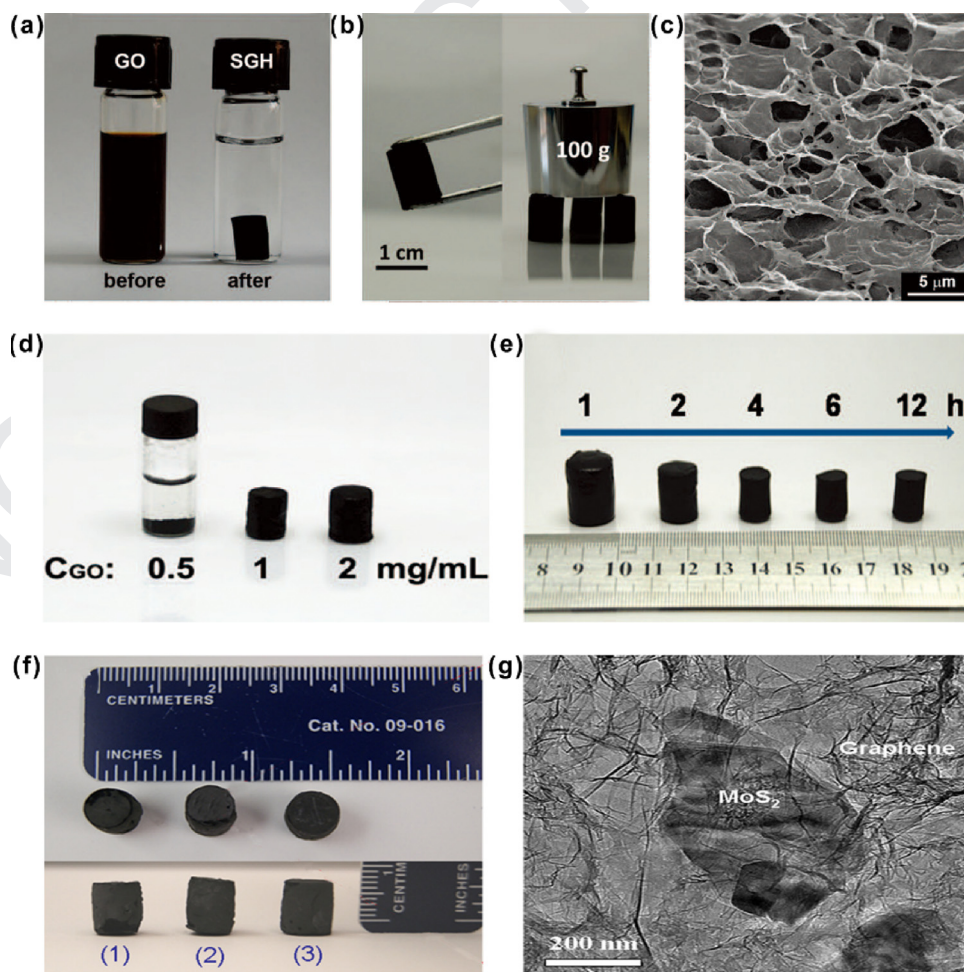 (a)
GO
SGH
before
after
(b)
100 g
1 cm
(c)
5 μm
(d)
CGO: 0.5 1 2 mg/mL
(e)
1 2 4 6 12 h
8 9 10 11 12 13 14 15 16 17 18 19
(f)
1 2 3 4 5 6
CENTIMETERS
Cat. No. 09-016
INCHES 1 2
CENTIM
1
INCHES
(1) (2) (3)
(g)
Graphene
MoS2
200 nm